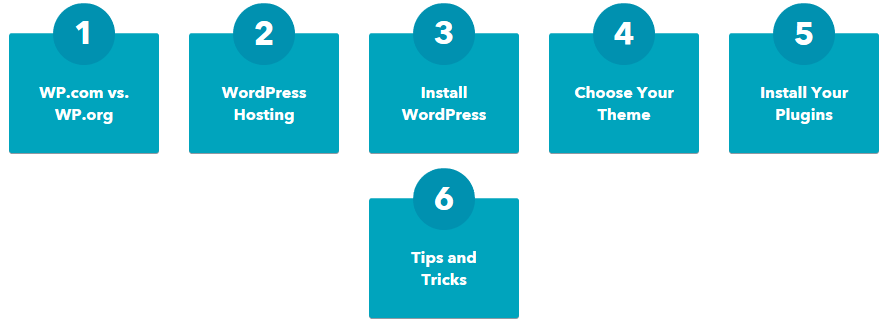 1
WP.com vs.
WP.org
2
WordPress
Hosting
3
Install
WordPress
4
Choose Your
Theme
5
Install Your
Plugins
6
Tips and
Tricks